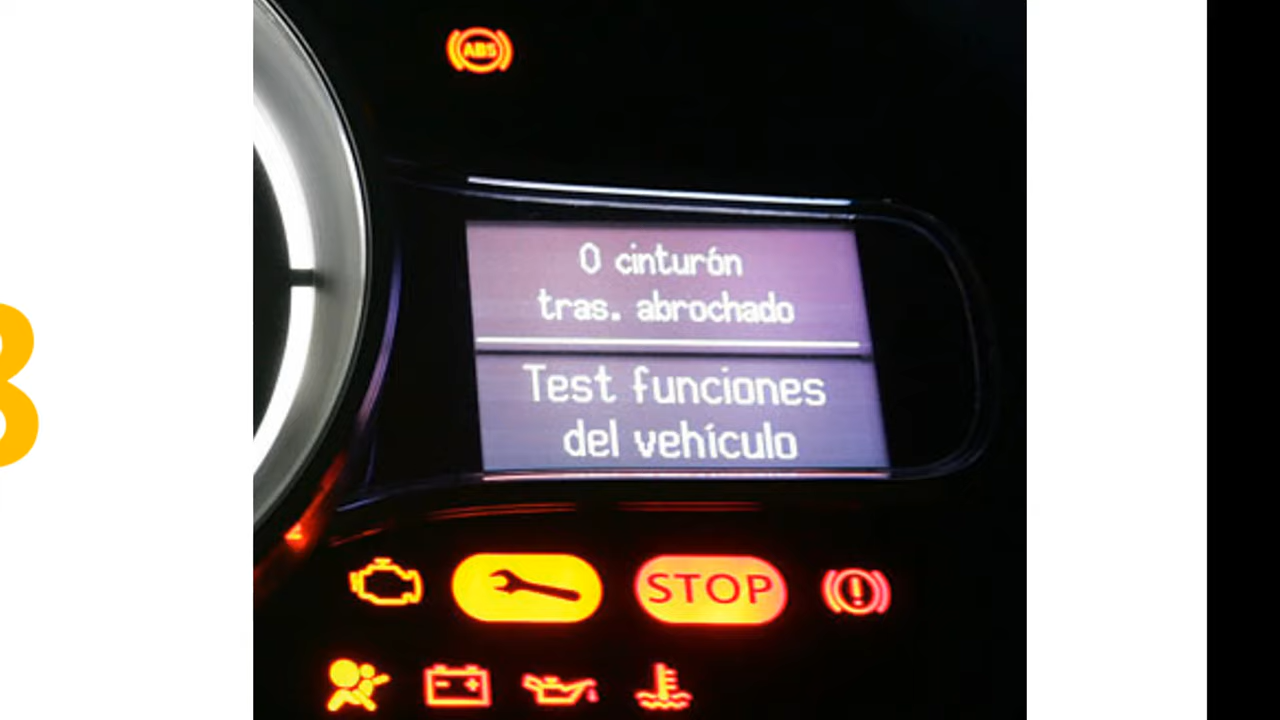 ABS
0 cinturón
tras. abrochado
Test funciones
del vehículo
STOP